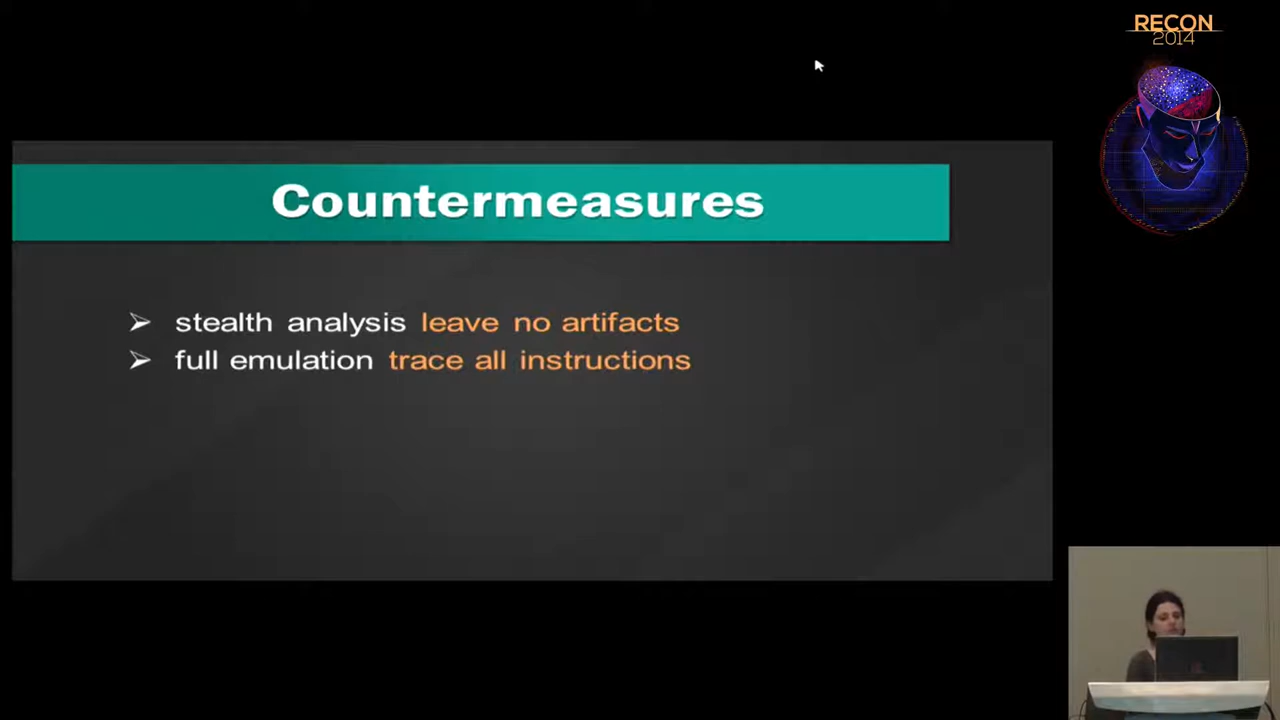 RECON
2014
Countermeasures
➢ stealth analysis leave no artifacts
➢ full emulation trace all instructions